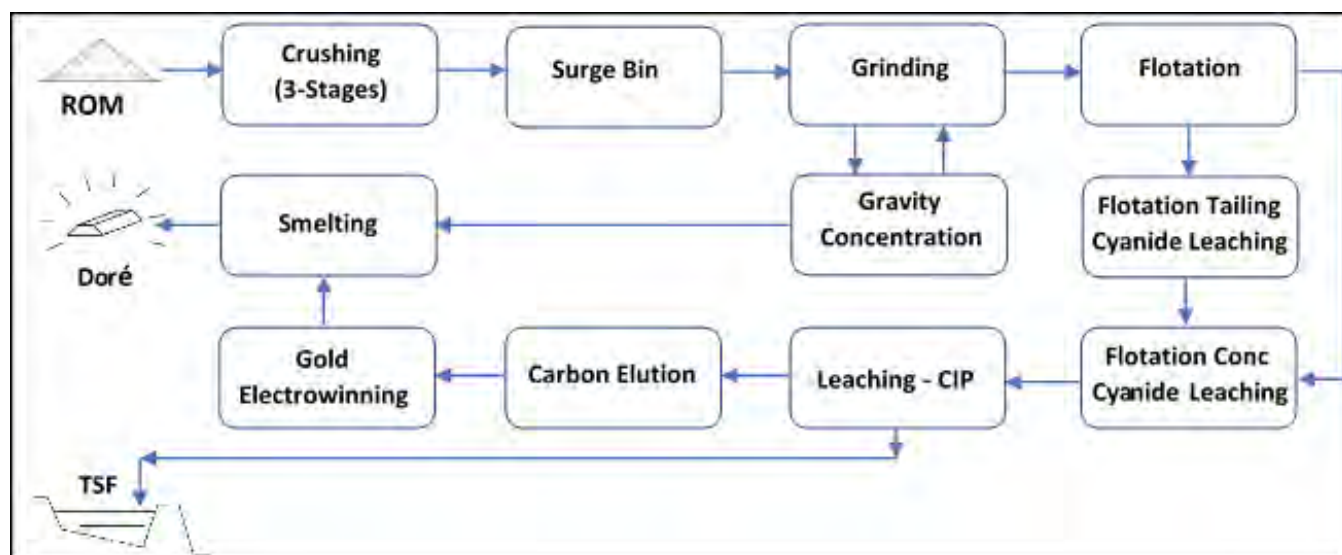 ROM
Crushing
(3-Stages)
Surge Bin
Grinding
Flotation
Doré
Smelting
Gravity
Concentration
Flotation Tailing
Cyanide Leaching
Gold
Electrowinning
Carbon Elution
Leaching - CIP
Flotation Conc
Cyanide Leaching
TSF